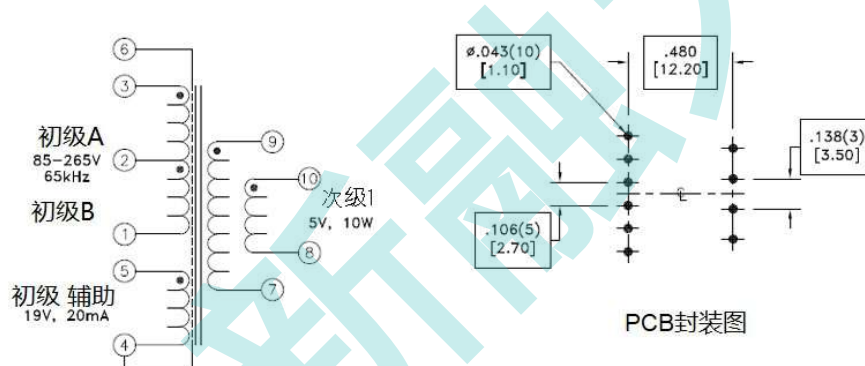 6
3
初级A
85-265V
65kHz
2
初级B
1
5
初级 辅助
19V, 20mA
4
9
10
次级1
5V, 10W
8
7
ø.043(10)
[1.10]
.480
[12.20]
.138(3)
[3.50]
℄
.106(5)
[2.70]
PCB封装图
新融